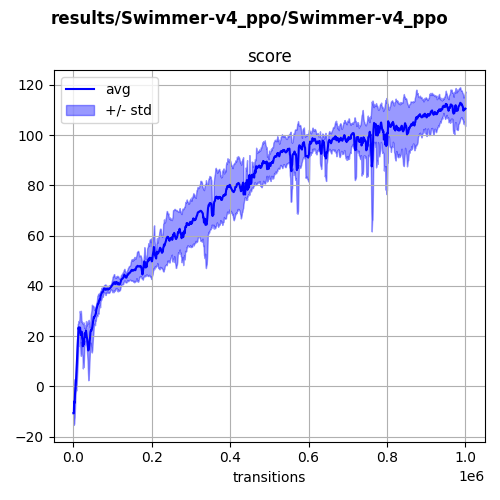 results/Swimmer-v4_ppo/Swimmer-v4_ppo
score
avg
+/- std
120
100
80
60
40
20
0
−20
0.0 0.2 0.4 0.6 0.8 1.0
1e6
transitions